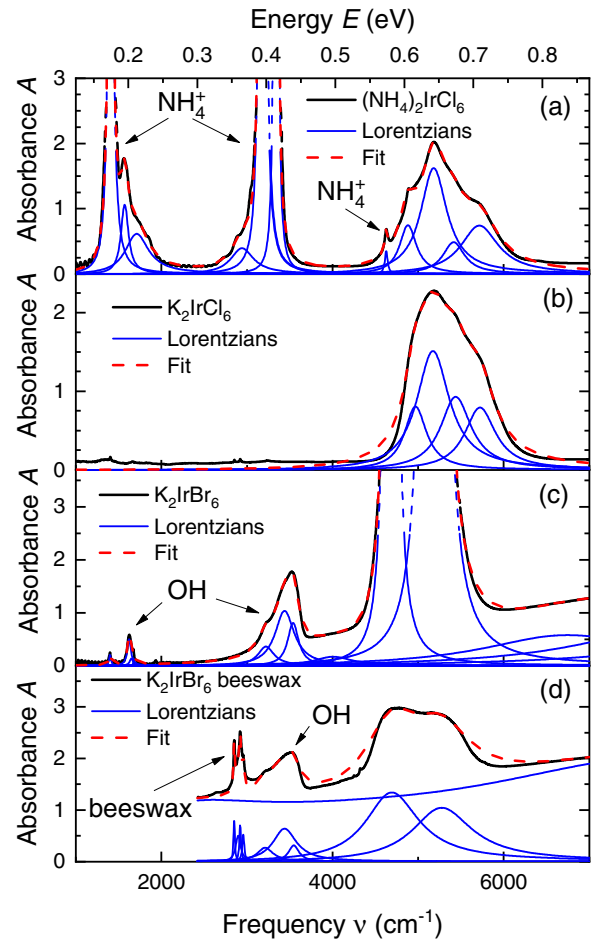 Energy E (eV)
0.2 0.3 0.4 0.5 0.6 0.7 0.8
Absorbance A
3
2
1
0
NH₄⁺
(NH₄)₂IrCl₆
Lorentzians
Fit
(a)
NH₄⁺
Absorbance A
2
1
0
K₂IrCl₆
Lorentzians
Fit
(b)
Absorbance A
3
2
1
0
K₂IrBr₆
Lorentzians
Fit
(c)
OH
Absorbance A
3
2
1
0
K₂IrBr₆ beeswax
Lorentzians
Fit
(d)
OH
beeswax
2000 4000 6000
Frequency ν (cm⁻¹)